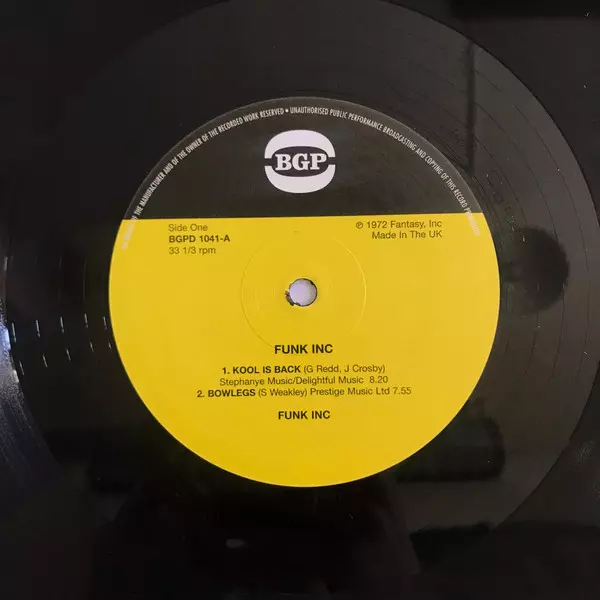 THE MANUFACTURER AND OF THE OWNER OF THE RECORDED WORK RESERVED • UNAUTHORISED PUBLIC PERFORMANCE BROADCASTING AND COPYING OF THIS RECORD
BGP
Side One
BGPD 1041-A
33 1/3 rpm
℗ 1972 Fantasy, Inc
Made In The UK
FUNK INC
1. KOOL IS BACK (G Redd, J Crosby)
Stephanye Music/Delightful Music 8.20
2. BOWLEGS (S Weakley) Prestige Music Ltd 7.55
FUNK INC